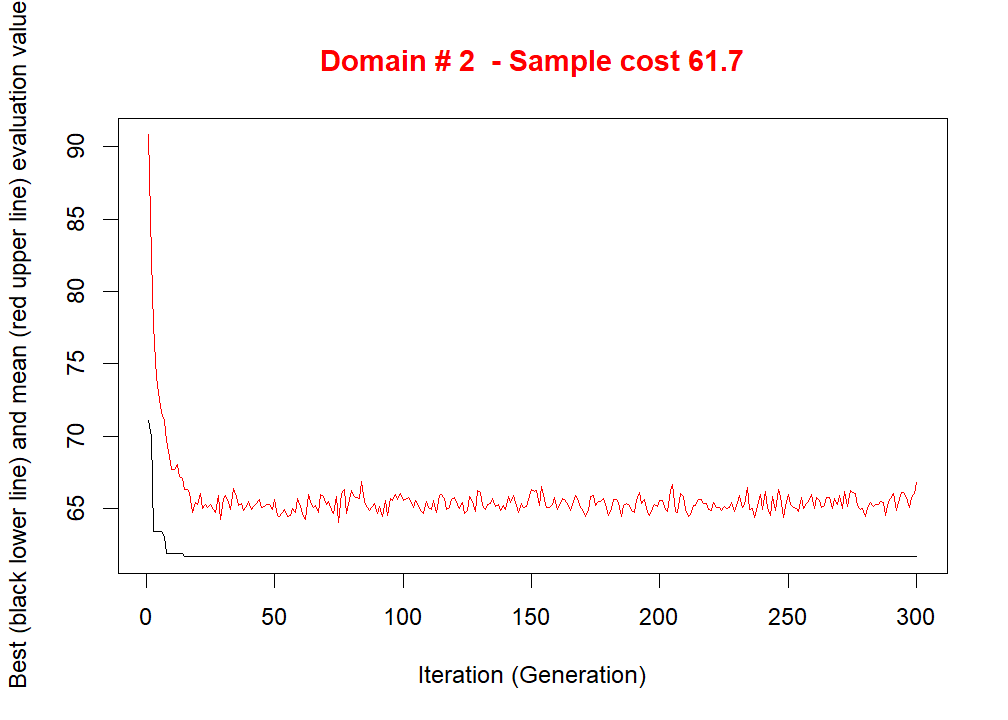 Domain # 2  - Sample cost 61.7
Best (black lower line) and mean (red upper line) evaluation value
90
85
80
75
70
65
0 50 100 150 200 250 300
Iteration (Generation)